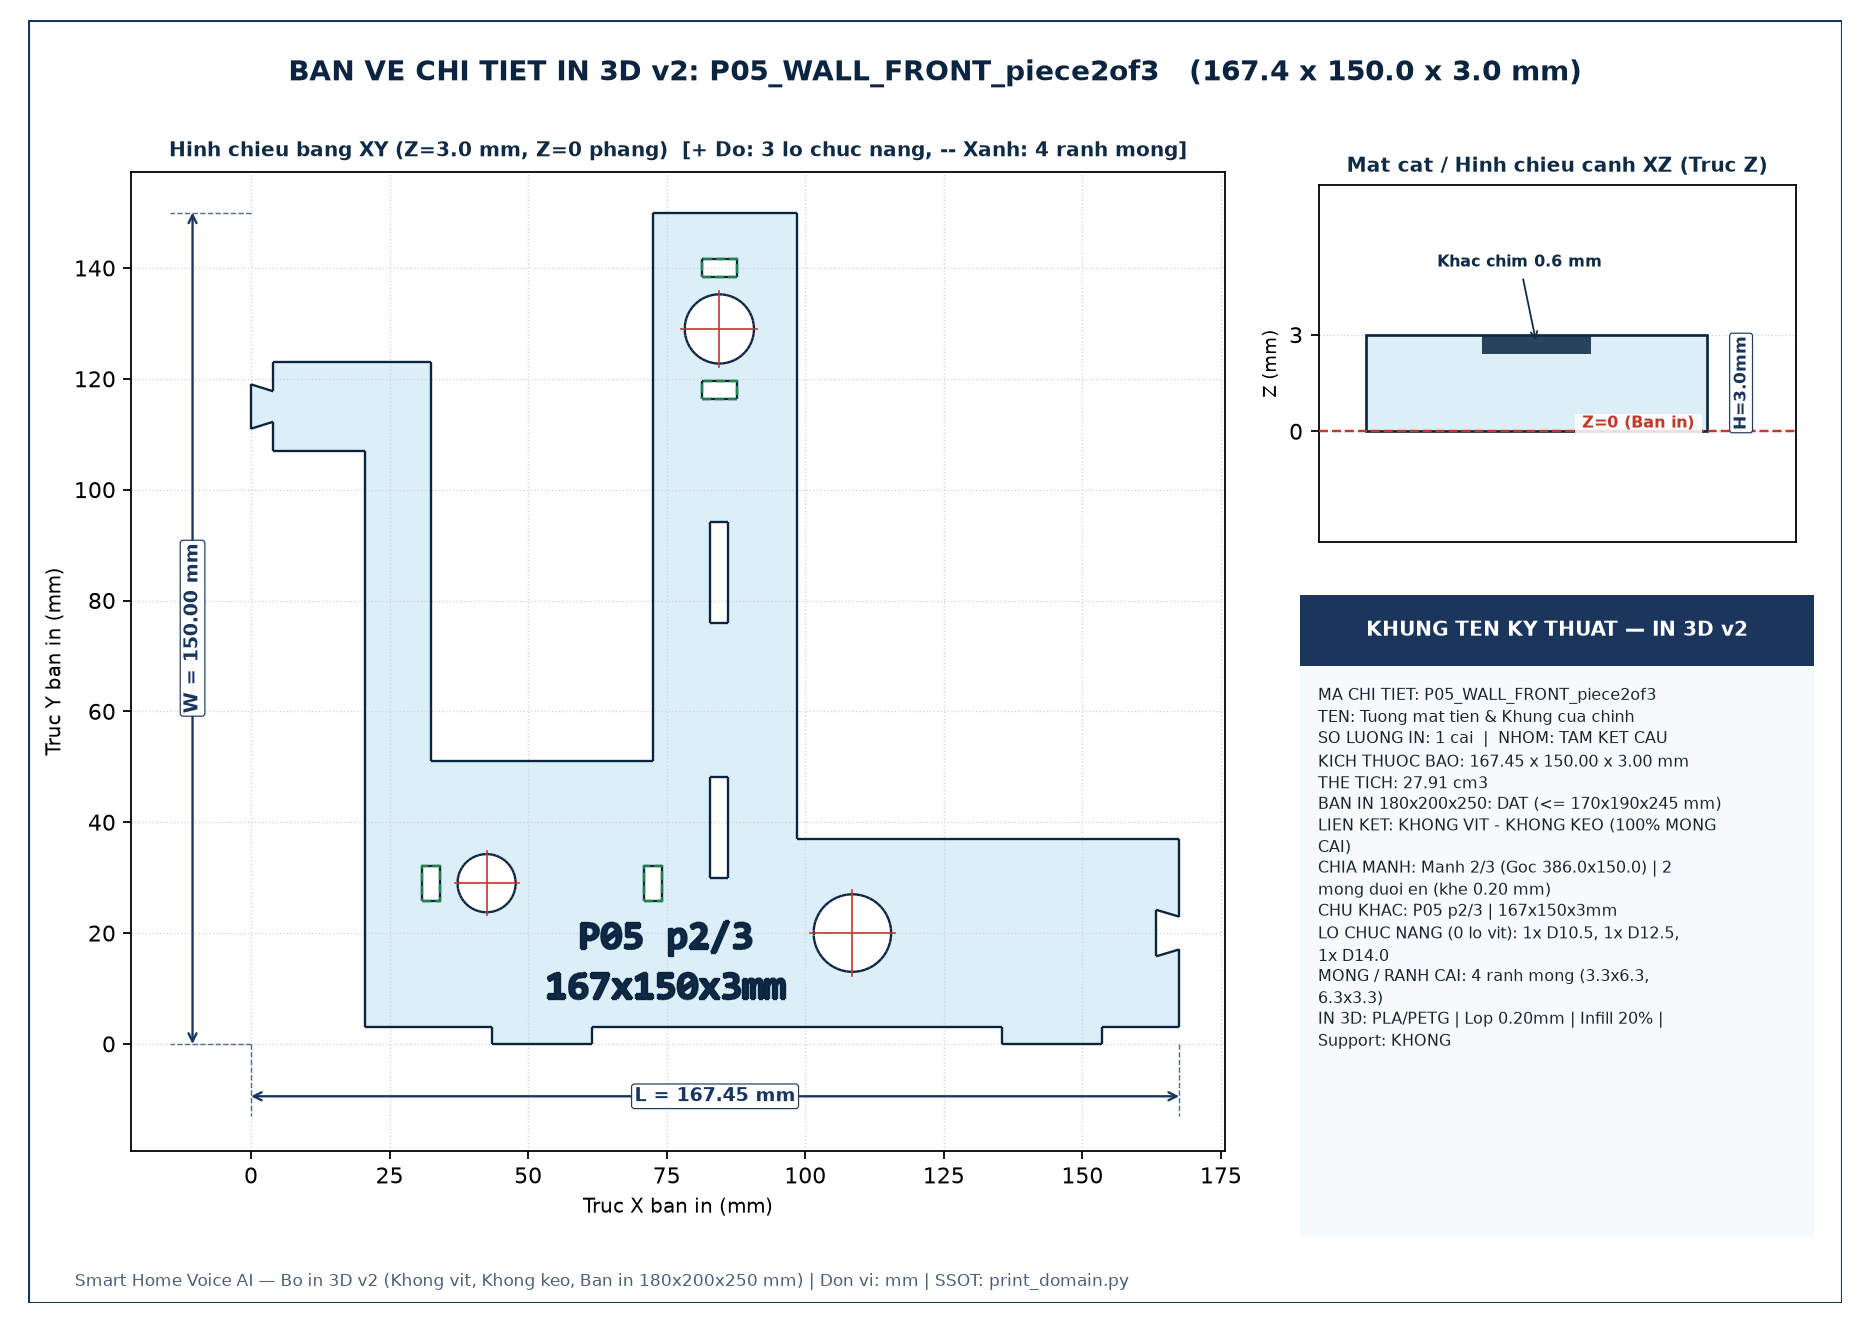 BAN VE CHI TIET IN 3D v2: P05_WALL_FRONT_piece2of3 (167.4 x 150.0 x 3.0 mm)
Hinh chieu bang XY (Z=3.0 mm, Z=0 phang) [+ Do: 3 lo chuc nang, -- Xanh: 4 ranh mong]
140
120
100
80
60
40
20
0
Truc Y ban in (mm)
W = 150.00 mm
P05 p2/3
167x150x3mm
L = 167.45 mm
0
25
50
75
100
125
150
175
Truc X ban in (mm)
Mat cat / Hinh chieu canh XZ (Truc Z)
Khac chim 0.6 mm
3
0
Z (mm)
Z=0 (Ban in)
H=3.0mm
KHUNG TEN KY THUAT — IN 3D v2
MA CHI TIET: P05_WALL_FRONT_piece2of3
TEN: Tuong mat tien & Khung cua chinh
SO LUONG IN: 1 cai | NHOM: TAM KET CAU
KICH THUOC BAO: 167.45 x 150.00 x 3.00 mm
THE TICH: 27.91 cm3
BAN IN 180x200x250: DAT (<= 170x190x245 mm)
LIEN KET: KHONG VIT - KHONG KEO (100% MONG
CAI)
CHIA MANH: Manh 2/3 (Goc 386.0x150.0) | 2
mong duoi en (khe 0.20 mm)
CHU KHAC: P05 p2/3 | 167x150x3mm
LO CHUC NANG (0 lo vit): 1x D10.5, 1x D12.5,
1x D14.0
MONG / RANH CAI: 4 ranh mong (3.3x6.3,
6.3x3.3)
IN 3D: PLA/PETG | Lop 0.20mm | Infill 20% |
Support: KHONG
Smart Home Voice AI — Bo in 3D v2 (Khong vit, Khong keo, Ban in 180x200x250 mm) | Don vi: mm | SSOT: print_domain.py